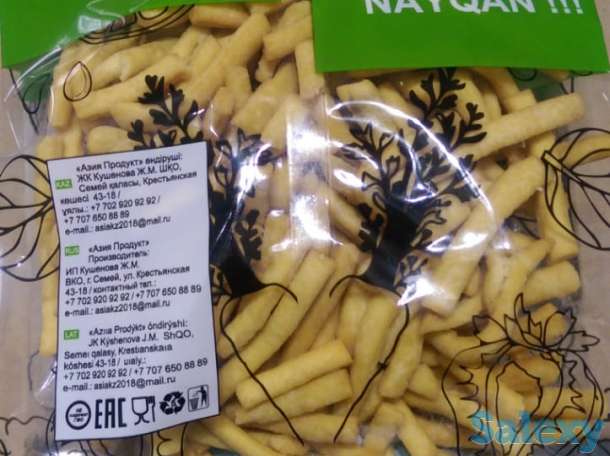 NAYQAN !!!
KAZ «Азия Продукт» өндіруші:
ЖК Кушенова Ж.М. ШҚО,
Семей қаласы, Крестьянская
көшесі 43-18 /
ұялы.: +7 702 920 92 92 /
+7 707 650 88 89
e-mail.: asiakz2018@mail.ru
RUS «Азия Продукт»
Производитель:
ИП Кушенова Ж.М.
ВКО, г. Семей, ул. Крестьянская
43-18 / контактный тел.:
+7 702 920 92 92 / +7 707 650 88 89
e-mail.: asiakz2018@mail.ru
LAT «Azııa Prodýkt» óndirýshi:
JK Kýshenova J.M. ShQO,
Semeı qalasy, Krestıanskaıa
kóshesi 43-18 / uıaly.:
+7 702 920 92 92 / +7 707 650 88 89
e-mail.: asiakz2018@mail.ru
EAC
Salexy